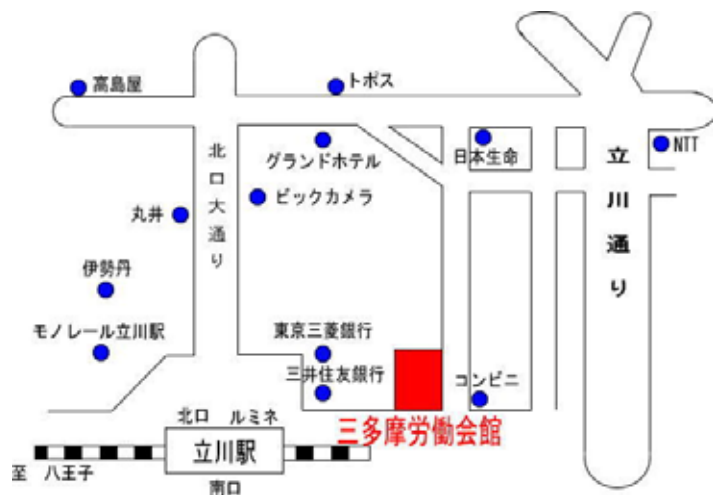 高島屋
トポス
北口大通り
グランドホテル
日本生命
NTT
立川通り
ビックカメラ
丸井
伊勢丹
モノレール立川駅
東京三菱銀行
三井住友銀行
コンビニ
三多摩労働会館
北口 ルミネ
立川駅
至 八王子
南口